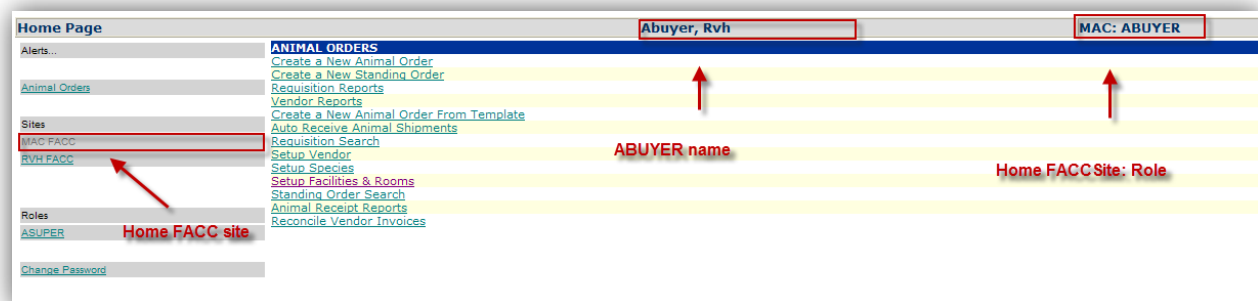 Home Page
Abuyer, Rvh
MAC: ABUYER
Alerts...
Animal Orders
Sites
MAC FACC
RVH FACC
Roles
ASUPER
Change Password
ANIMAL ORDERS
Create a New Animal Order
Create a New Standing Order
Requisition Reports
Vendor Reports
Create a New Animal Order From Template
Auto Receive Animal Shipments
Requisition Search
Setup Vendor
Setup Species
Setup Facilities & Rooms
Standing Order Search
Animal Receipt Reports
Reconcile Vendor Invoices
Home FACC site
ABUYER name
Home FACCSite: Role